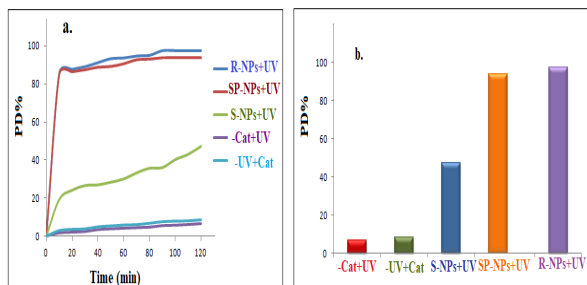 a.
PD%
100
80
60
40
20
0
0 20 40 60 80 100 120
Time (min)
R-NPs+UV
SP-NPs+UV
S-NPs+UV
-Cat+UV
-UV+Cat
b.
PD%
100
80
60
40
20
0
-Cat+UV -UV+Cat S-NPs+UV SP-NPs+UV R-NPs+UV